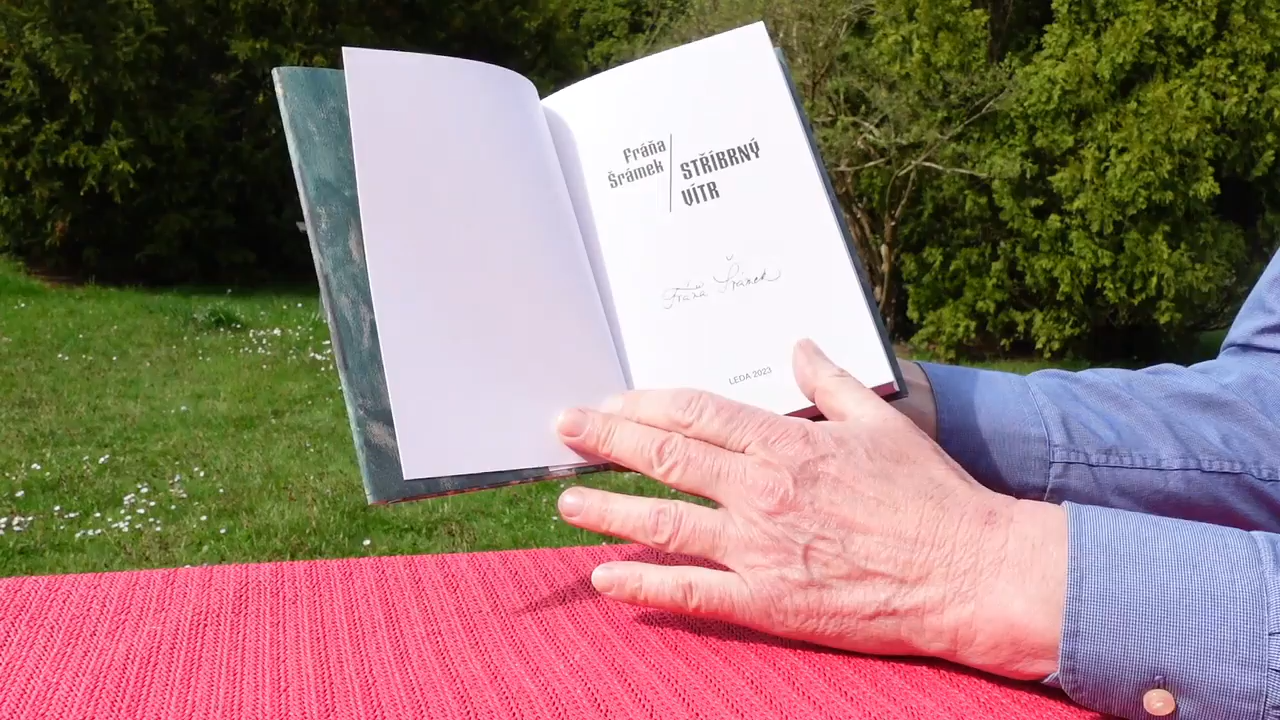 Fráňa
Šrámek
STŘÍBRNÝ
VÍTR
Fráňa Šrámek
LEDA 2023